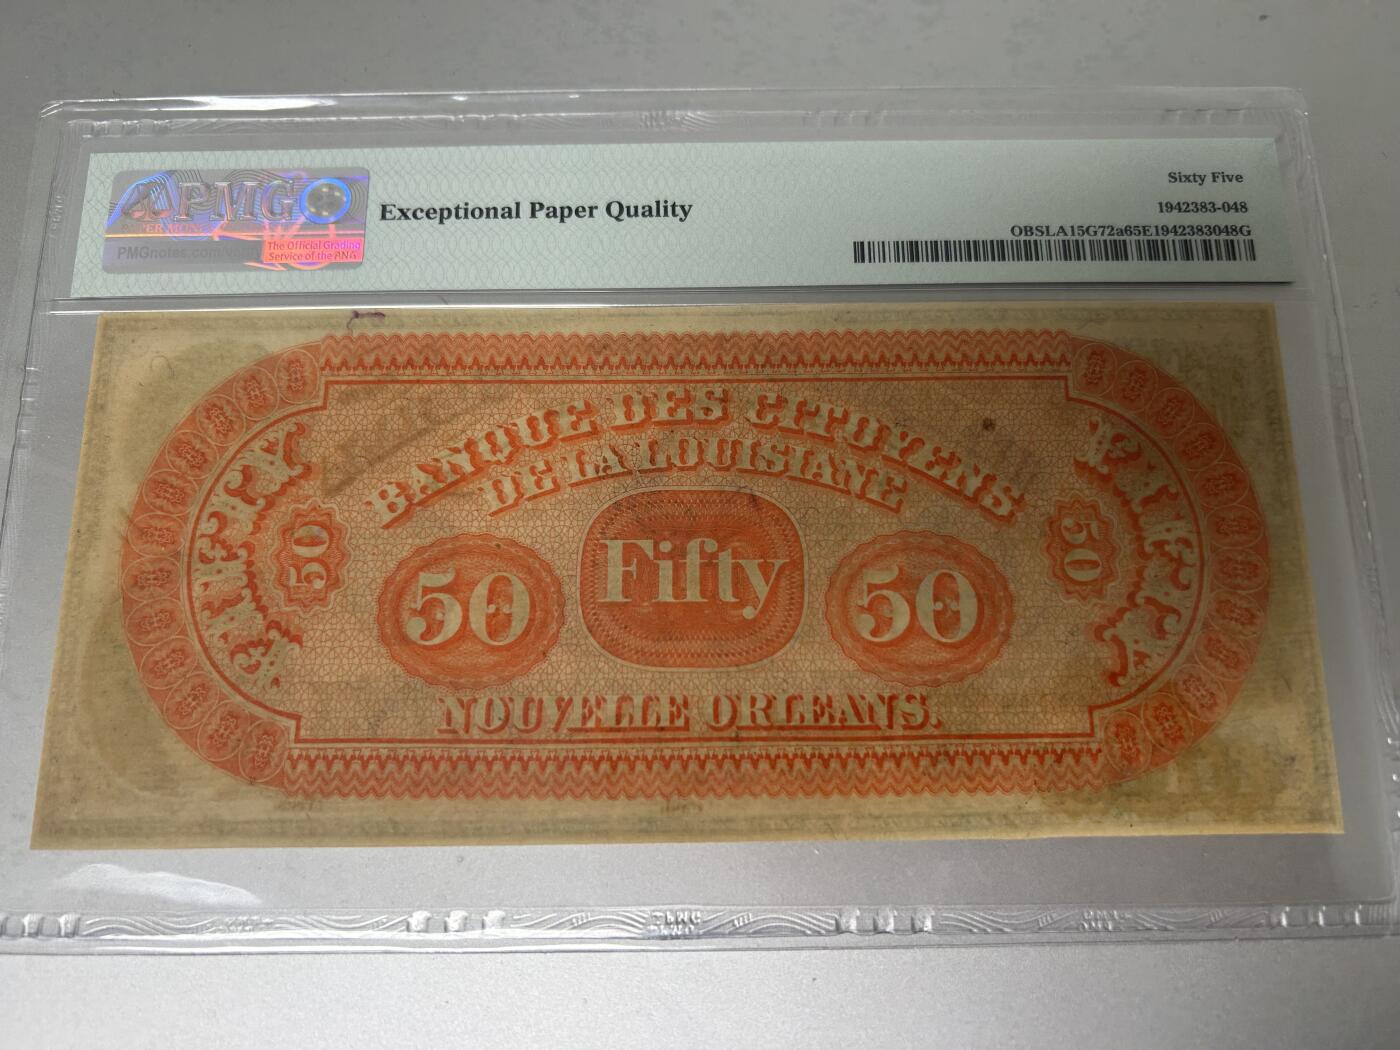 PMG
PMGnotes.com
The Official Grading
Service of the PNG
Exceptional Paper Quality
Sixty Five
1942383-048
OBSLA15G72a65E1942383048G
BANQUE DES CITOYENS
DE LA LOUISIANE
FIFTY
50
50
Fifty
50
50
FIFTY
NOUVELLE ORLEANS.